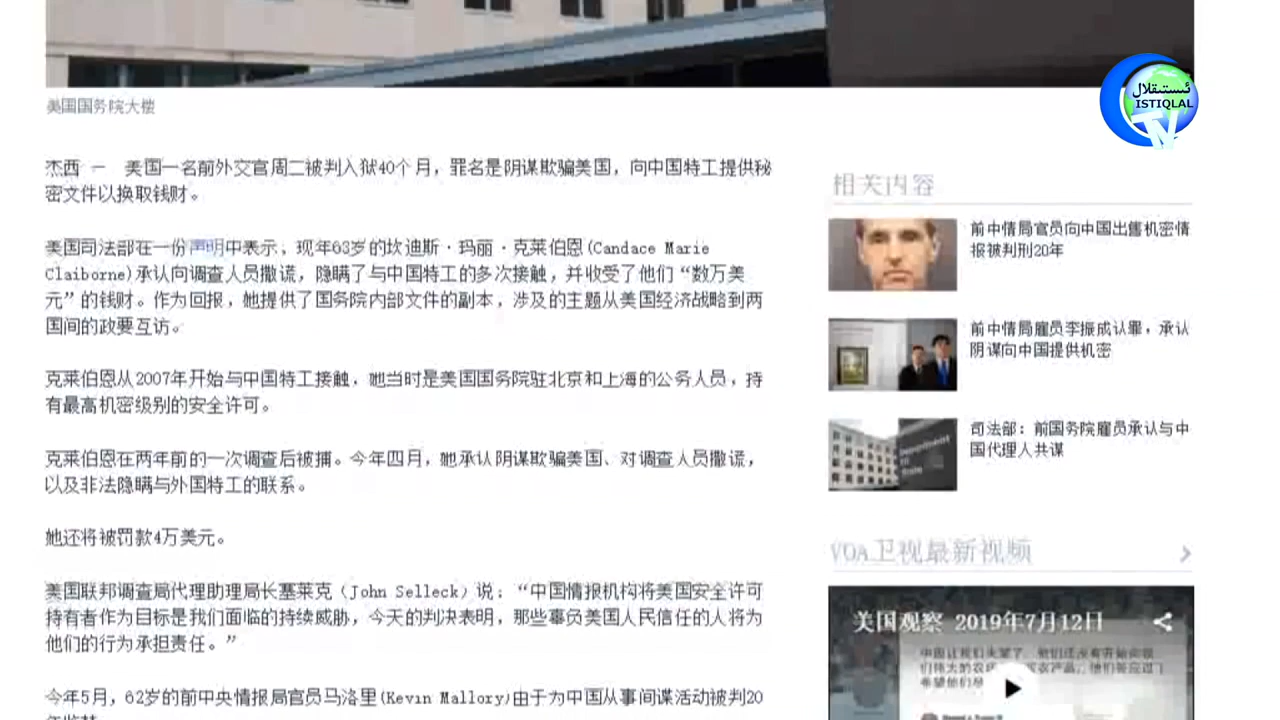 美国国务院大楼
ئىستىقلال
ISTIQLAL
TV
杰西 — 美国一名前外交官周二被判入狱40个月，罪名是阴谋欺骗美国，向中国特工提供秘
密文件以换取钱财。
美国司法部在一份声明中表示，现年63岁的坎迪斯·玛丽·克莱伯恩(Candace Marie
Claiborne)承认向调查人员撒谎，隐瞒了与中国特工的多次接触，并收受了他们“数万美
元”的钱财。作为回报，她提供了国务院内部文件的副本，涉及的主题从美国经济战略到两
国间的政要互访。
克莱伯恩从2007年开始与中国特工接触，她当时是美国国务院驻北京和上海的公务人员，持
有最高机密级别的安全许可。
克莱伯恩在两年前的一次调查后被捕。今年四月，她承认阴谋欺骗美国、对调查人员撒谎，
以及非法隐瞒与外国特工的联系。
她还将被罚款4万美元。
美国联邦调查局代理助理局长塞莱克（John Selleck）说：“中国情报机构将美国安全许可
持有者作为目标是我们面临的持续威胁，今天的判决表明，那些辜负美国人民信任的人将为
他们的行为承担责任。”
今年5月，62岁的前中央情报局官员马洛里(Kevin Mallory)由于为中国从事间谍活动被判20
相关内容
前中情局官员向中国出售机密情
报被判刑20年
前中情局雇员李振成认罪，承认
阴谋向中国提供机密
司法部：前国务院雇员承认与中
国代理人共谋
VOA卫视最新视频
美国观察 2019年7月12日